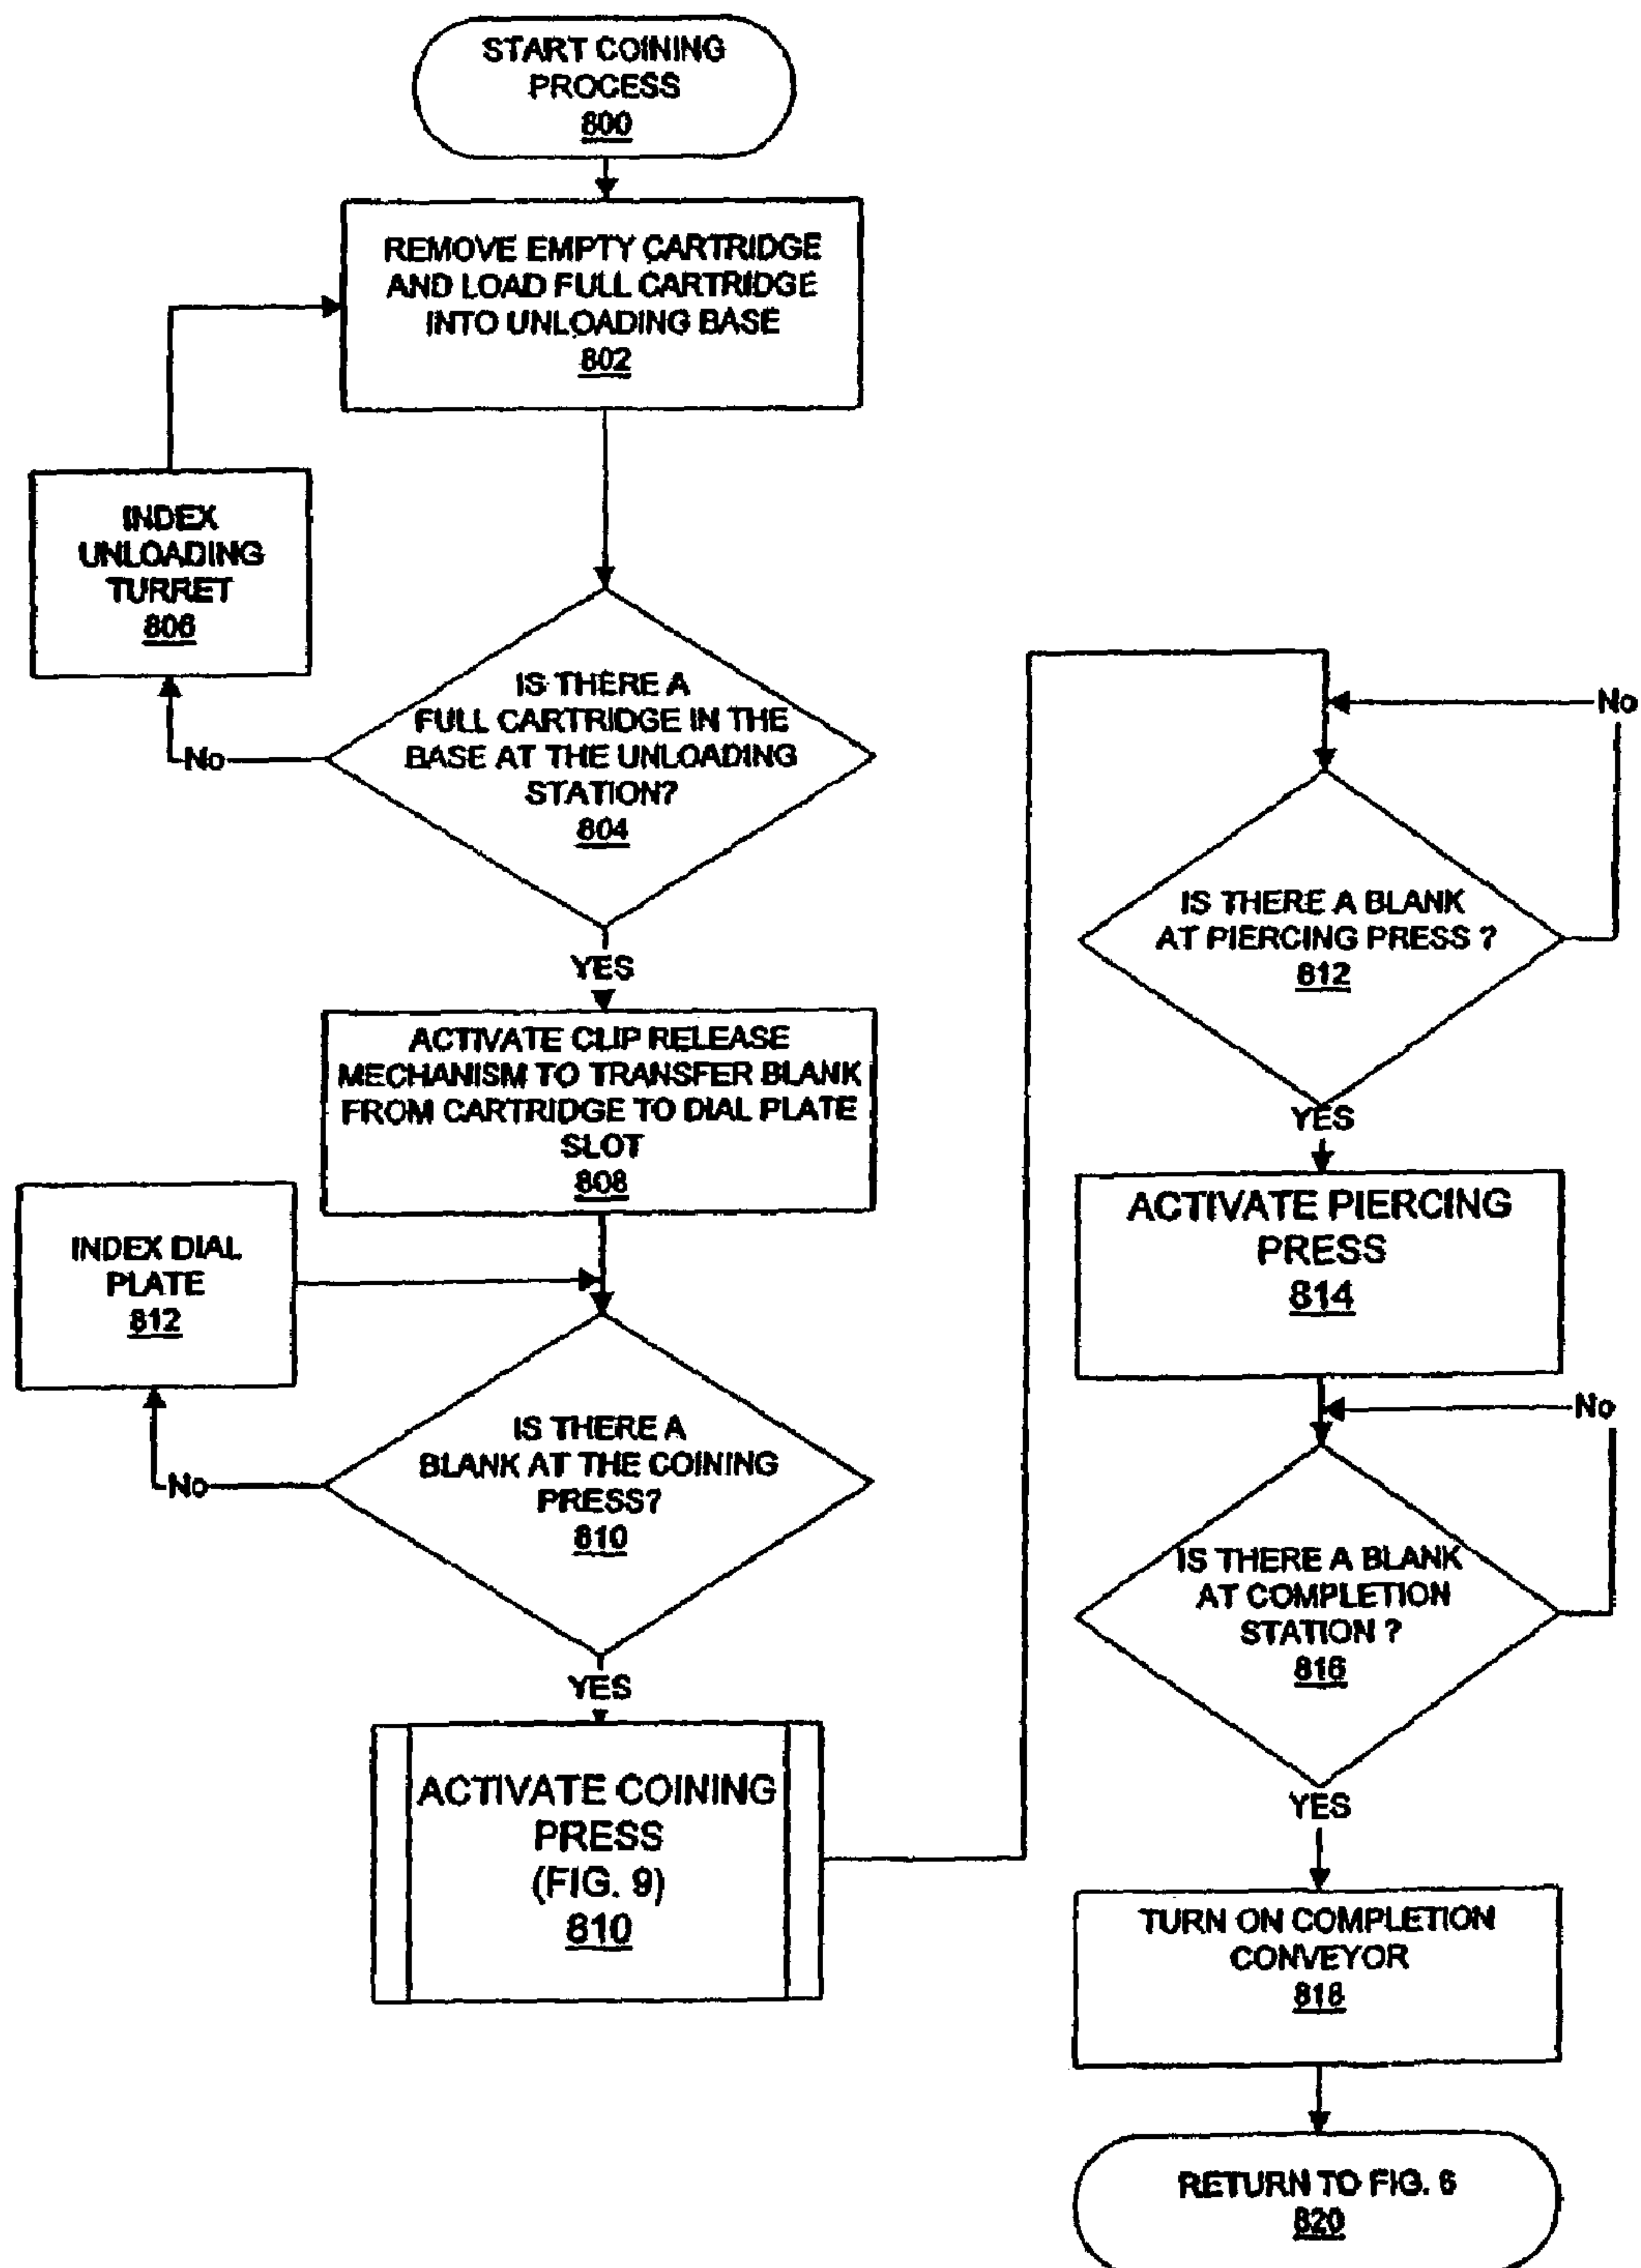 START COINING
PROCESS
800
REMOVE EMPTY CARTRIDGE
AND LOAD FULL CARTRIDGE
INTO UNLOADING BASE
802
INDEX
UNLOADING
TURRET
806
IS THERE A
FULL CARTRIDGE IN THE
BASE AT THE UNLOADING
STATION?
804
No
YES
ACTIVATE CLIP RELEASE
MECHANISM TO TRANSFER BLANK
FROM CARTRIDGE TO DIAL PLATE
SLOT
808
INDEX DIAL
PLATE
812
IS THERE A
BLANK AT THE COINING
PRESS?
810
No
YES
ACTIVATE COINING
PRESS
(FIG. 9)
810
No
IS THERE A BLANK
AT PIERCING PRESS ?
812
YES
ACTIVATE PIERCING
PRESS
814
No
IS THERE A BLANK
AT COMPLETION
STATION ?
816
YES
TURN ON COMPLETION
CONVEYOR
818
RETURN TO FIG. 6
820